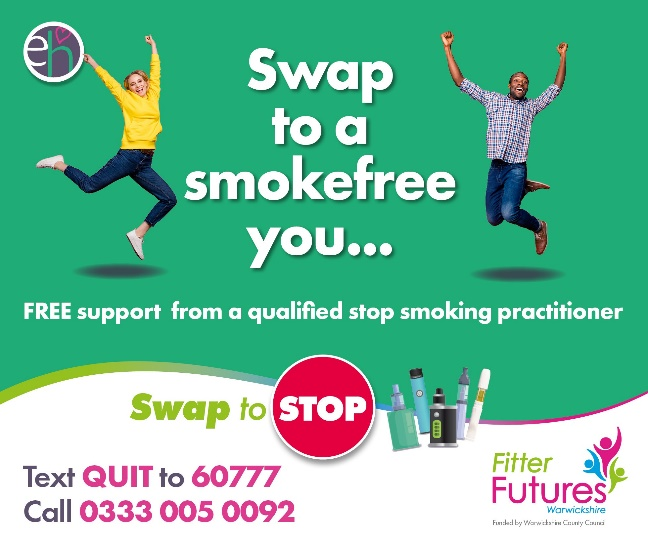 eh
Swap
to a
smokefree
you...
FREE support from a qualified stop smoking practitioner
Swap to STOP
Text QUIT to 60777
Call 0333 005 0092
Fitter
Futures
Warwickshire
Funded by Warwickshire County Council